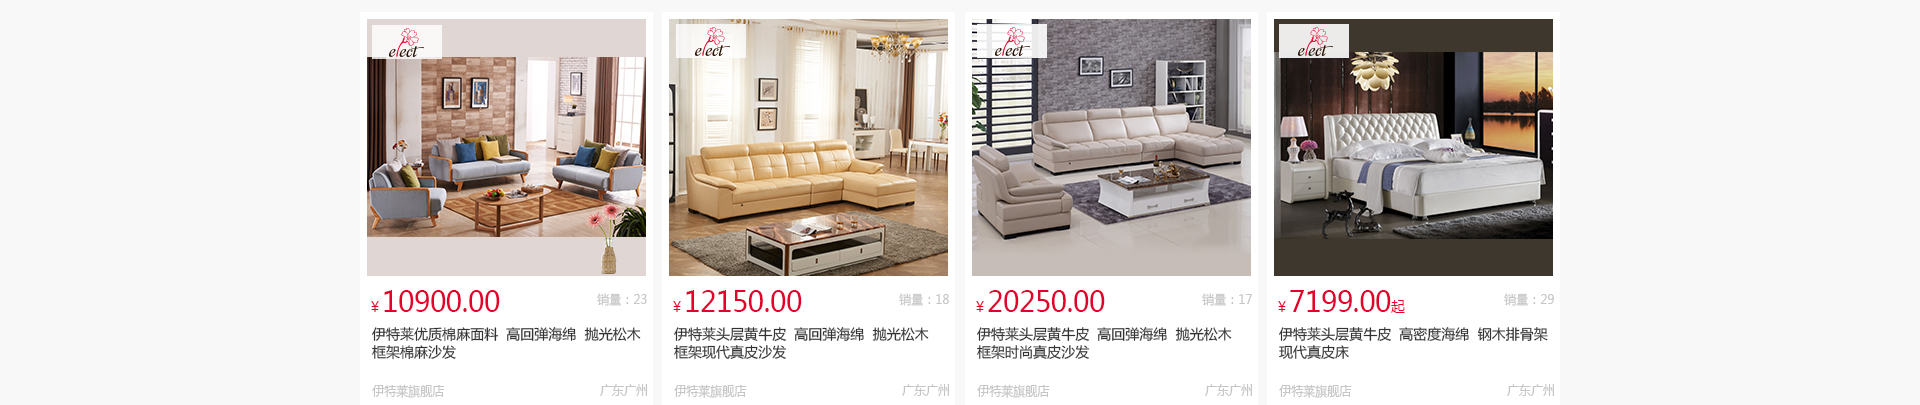 elect
¥10900.00
销量：23
伊特莱优质棉麻面料 高回弹海绵 抛光松木
框架棉麻沙发
伊特莱旗舰店
广东广州
elect
¥12150.00
销量：18
伊特莱头层黄牛皮 高回弹海绵 抛光松木
框架现代真皮沙发
伊特莱旗舰店
广东广州
elect
¥20250.00
销量：17
伊特莱头层黄牛皮 高回弹海绵 抛光松木
框架时尚真皮沙发
伊特莱旗舰店
广东广州
elect
¥7199.00起
销量：29
伊特莱头层黄牛皮 高密度海绵 钢木排骨架
现代真皮床
伊特莱旗舰店
广东广州